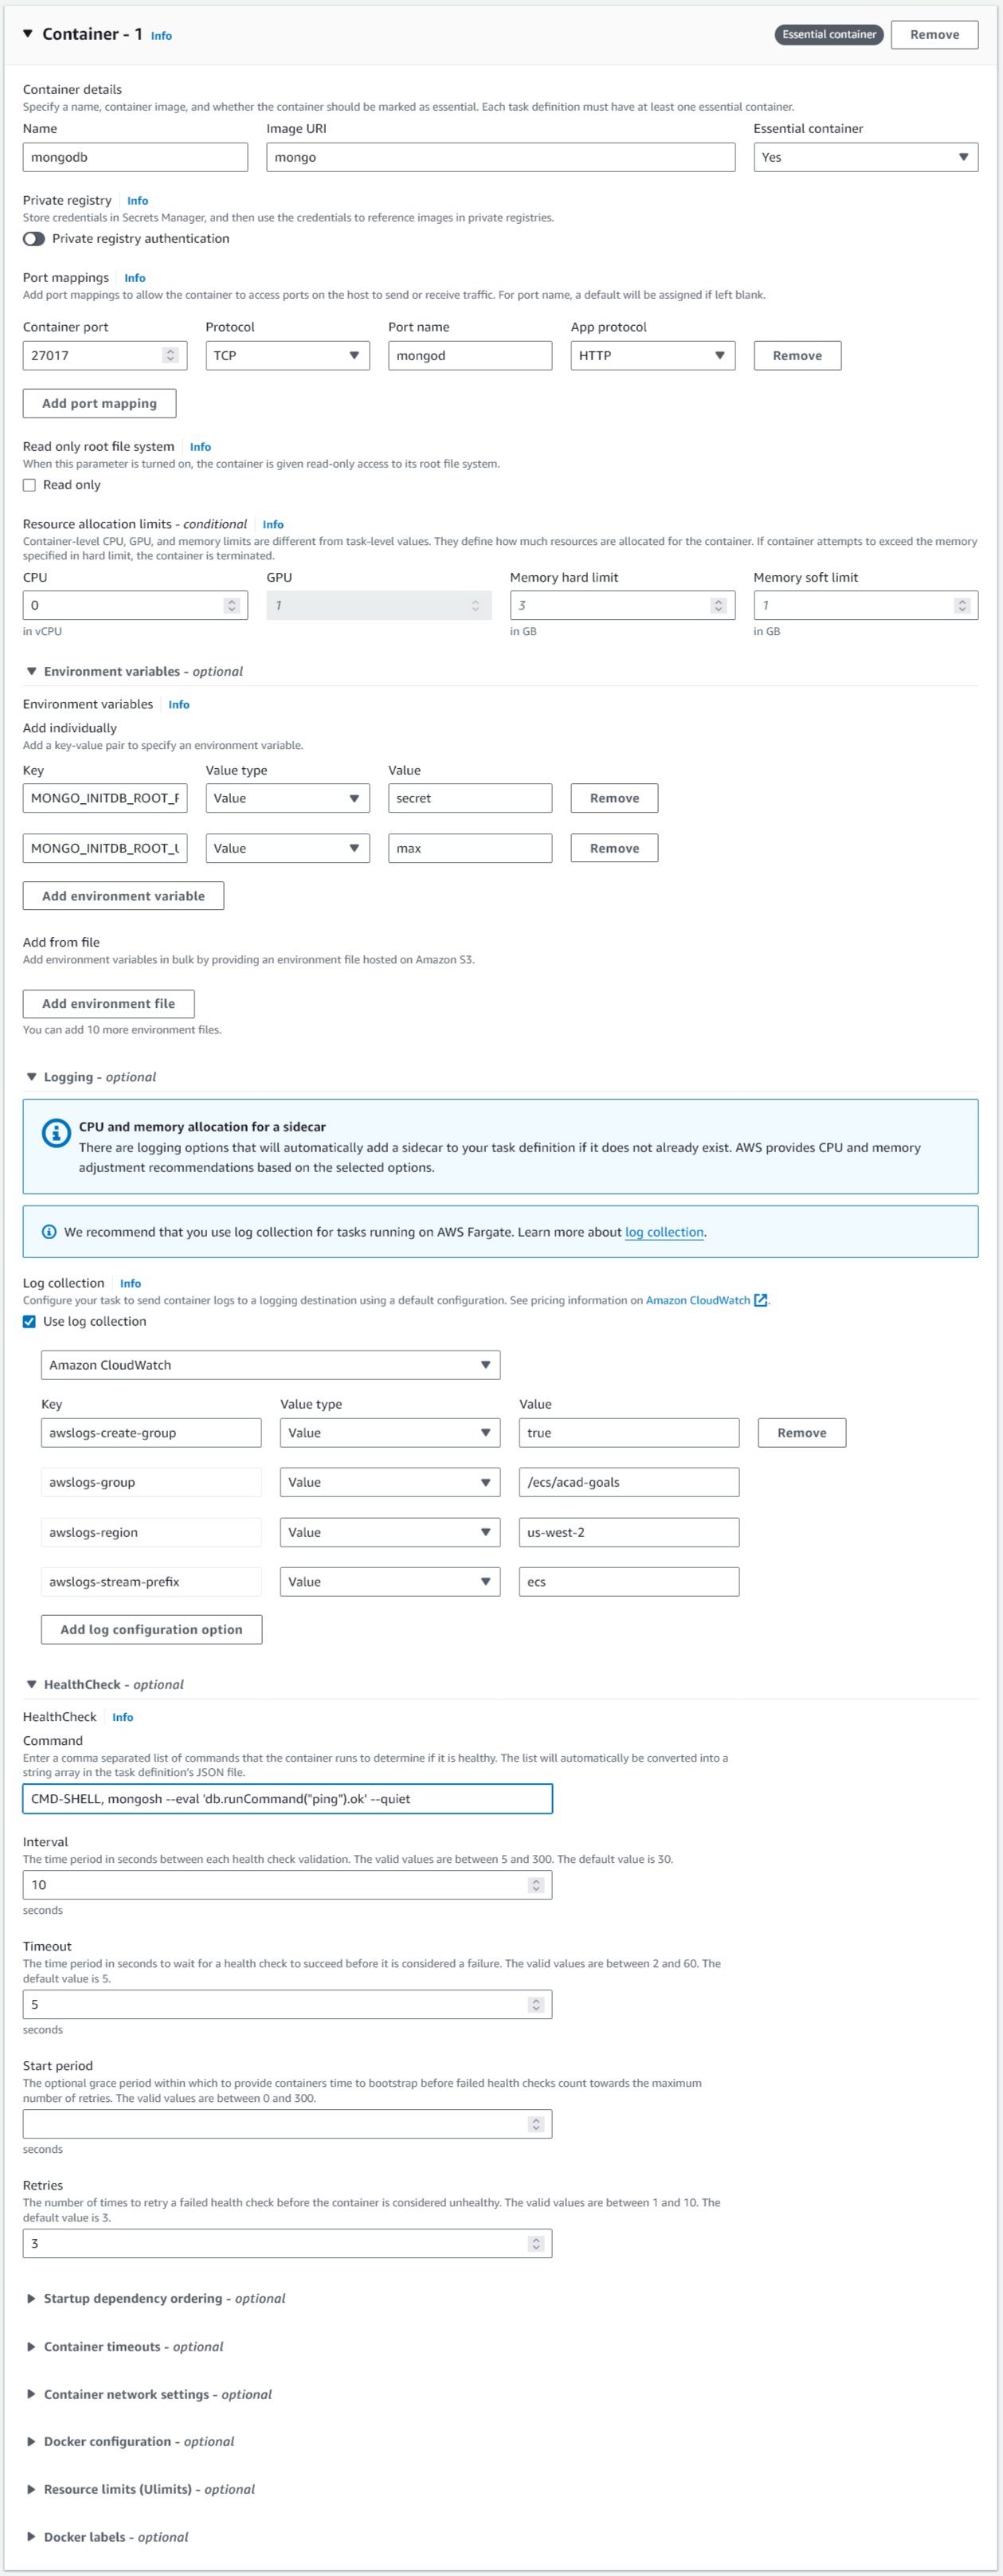 Container - 1 Info Essential container Remove
Container details
Specify a name, container image, and whether the container should be marked as essential. Each task definition must have at least one essential container.
Name Image URI Essential container
mongodb mongo Yes
Private registry Info
Store credentials in Secrets Manager, and then use the credentials to reference images in private registries.
Private registry authentication
Port mappings Info
Add port mappings to allow the container to access ports on the host to send or receive traffic. For port name, a default will be assigned if left blank.
Container port Protocol Port name App protocol
27017 TCP mongod HTTP Remove
Add port mapping
Read only root file system Info
When this parameter is turned on, the container is given read-only access to its root file system.
Read only
Resource allocation limits - conditional Info
Container-level CPU, GPU, and memory limits are different from task-level values. They define how much resources are allocated for the container. If container attempts to exceed the memory
specified in hard limit, the container is terminated.
CPU GPU Memory hard limit Memory soft limit
0 1 3 1
in vCPU in GB in GB
Environment variables - optional
Environment variables Info
Add individually
Add a key-value pair to specify an environment variable.
Key Value type Value
MONGO_INITDB_ROOT_ Value secret Remove
MONGO_INITDB_ROOT_ Value max Remove
Add environment variable
Add from file
Add environment variables in bulk by providing an environment file hosted on Amazon S3.
Add environment file
You can add 10 more environment files.
Logging - optional
CPU and memory allocation for a sidecar
There are logging options that will automatically add a sidecar to your task definition if it does not already exist. AWS provides CPU and memory
adjustment recommendations based on the selected options.
We recommend that you use log collection for tasks running on AWS Fargate. Learn more about log collection.
Log collection Info
Configure your task to send container logs to a logging destination using a default configuration. See pricing information on Amazon CloudWatch.
Use log collection
Amazon CloudWatch
Key Value type Value
awslogs-create-group Value true Remove
awslogs-group Value /ecs/acad-goals
awslogs-region Value us-west-2
awslogs-stream-prefix Value ecs
Add log configuration option
HealthCheck - optional
HealthCheck Info
Command
Enter a comma separated list of commands that the container runs to determine if it is healthy. The list will automatically be converted into a
string array in the task definition's JSON file.
CMD-SHELL, mongosh --eval 'db.runCommand("ping").ok' --quiet
Interval
The time period in seconds between each health check validation. The valid values are between 5 and 300. The default value is 30.
10
seconds
Timeout
The time period in seconds to wait for a health check to succeed before it is considered a failure. The valid values are between 2 and 60. The
default value is 5.
5
seconds
Start period
The optional grace period within which to provide containers time to bootstrap before failed health checks count towards the maximum
number of retries. The valid values are between 0 and 300.
seconds
Retries
The number of times to retry a failed health check before the container is considered unhealthy. The valid values are between 1 and 10. The
default value is 3.
3
Startup dependency ordering - optional
Container timeouts - optional
Container network settings - optional
Docker configuration - optional
Resource limits (Ulimits) - optional
Docker labels - optional